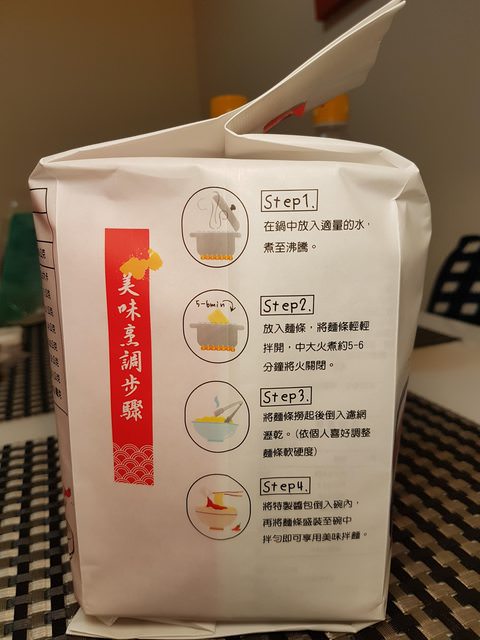 美味烹調步驟
Step1.
在鍋中放入適量的水,
煮至沸騰。
5-6min
Step2.
放入麵條,將麵條輕輕
拌開,中大火煮約5-6
分鐘將火關閉。
Step3.
將麵條撈起後倒入濾網
瀝乾。(依個人喜好調整
麵條軟硬度)
Step4.
將特製醬包倒入碗內,
再將麵條盛裝至碗中
拌勻即可享用美味拌麵。